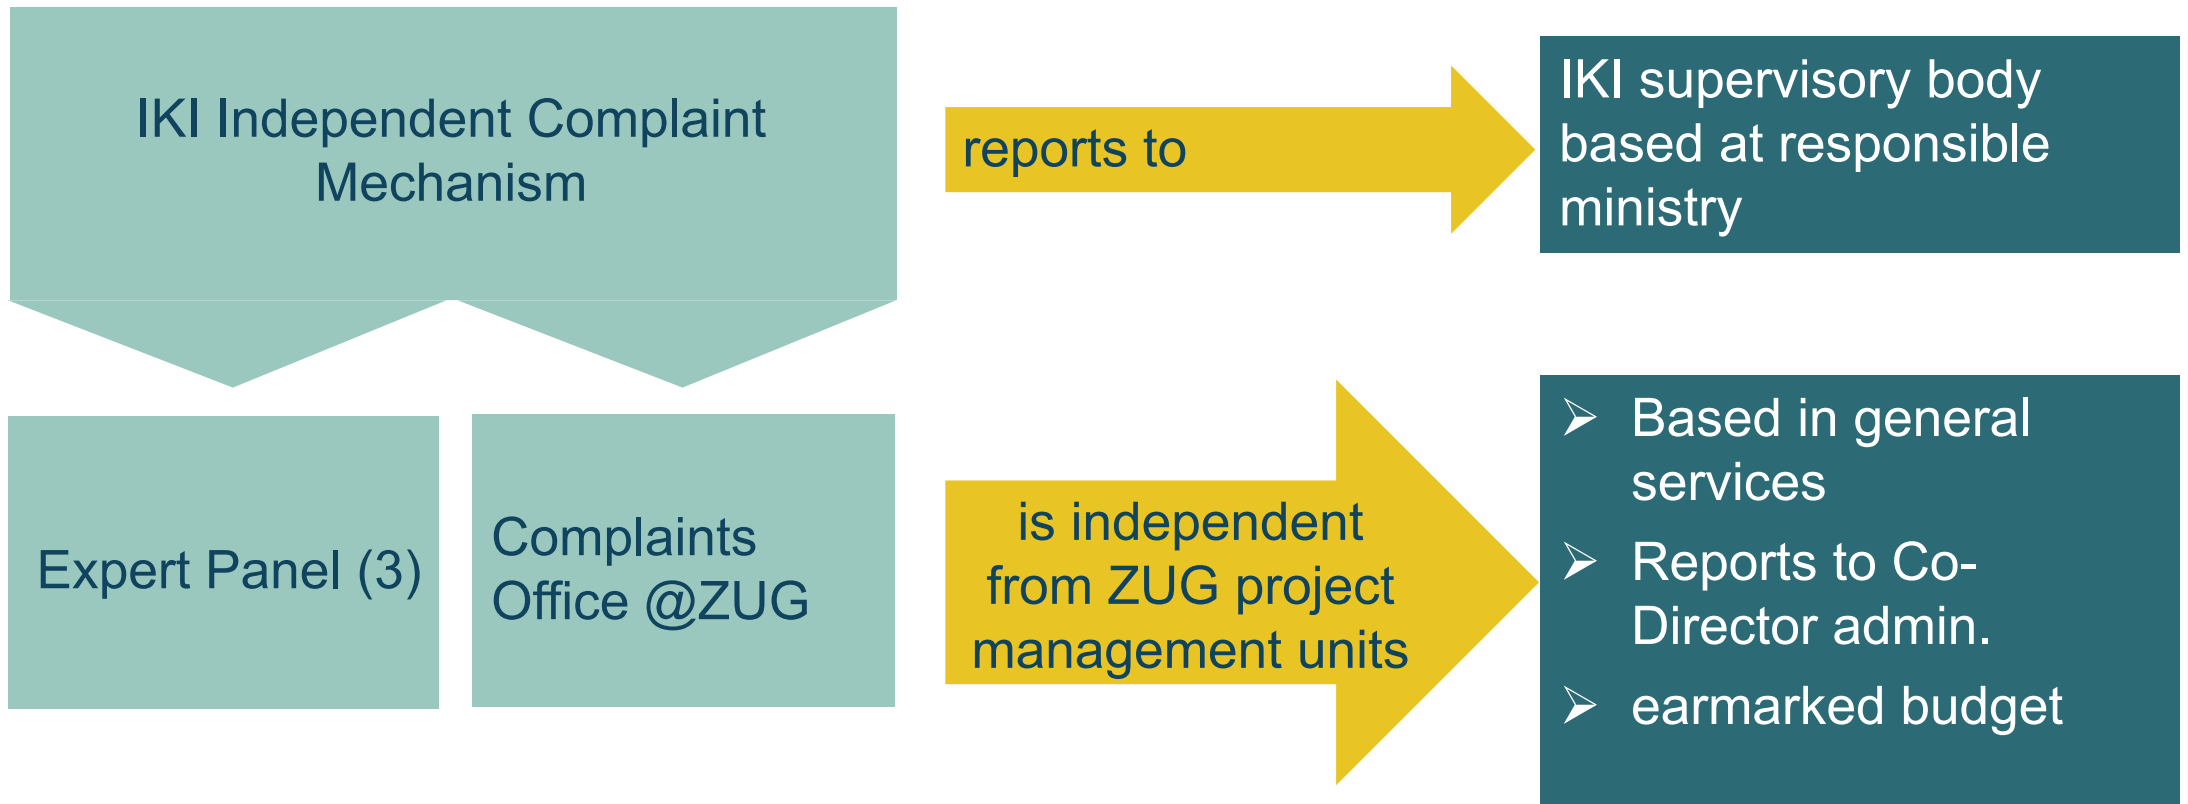 IKI Independent Complaint
Mechanism
reports to
IKI supervisory body
based at responsible
ministry
Expert Panel (3)
Complaints
Office @ZUG
is independent
from ZUG project
management units
➢ Based in general
services
➢ Reports to Co-
Director admin.
➢ earmarked budget